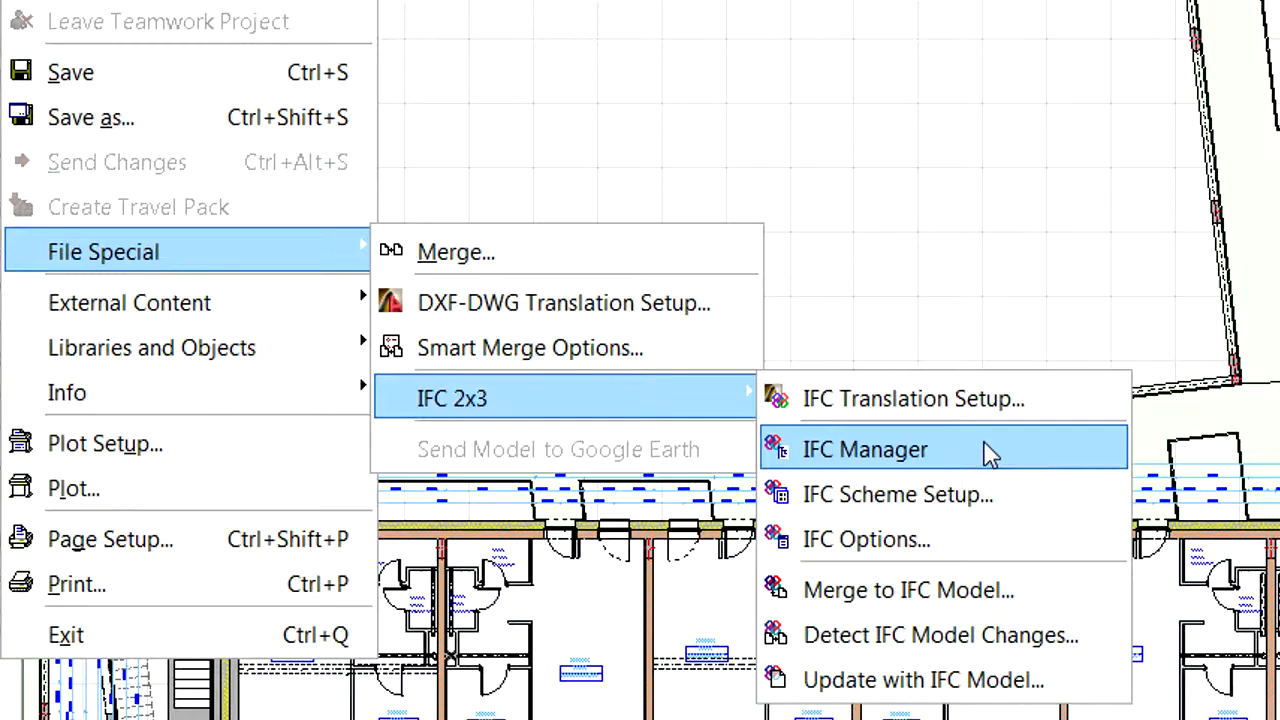 Leave Teamwork Project
Save Ctrl+S
Save as... Ctrl+Shift+S
Send Changes Ctrl+Alt+S
Create Travel Pack
File Special
External Content
Libraries and Objects
Info
Plot Setup...
Plot...
Page Setup... Ctrl+Shift+P
Print... Ctrl+P
Exit Ctrl+Q
Merge...
DXF-DWG Translation Setup...
Smart Merge Options...
IFC 2x3
Send Model to Google Earth
IFC Translation Setup...
IFC Manager
IFC Scheme Setup...
IFC Options...
Merge to IFC Model...
Detect IFC Model Changes...
Update with IFC Model...